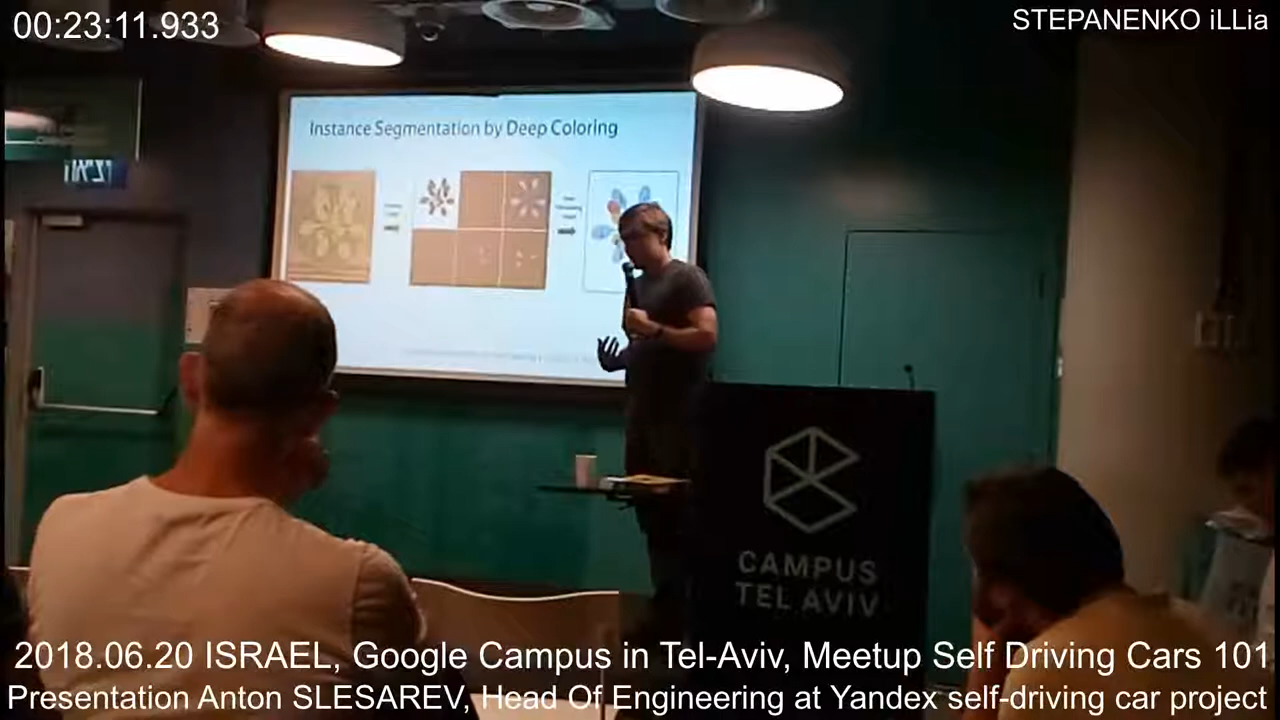 00:23:11.933
STEPANENKO iLLia
Instance Segmentation by Deep Coloring
CAMPUS
TEL AVIV
2018.06.20 ISRAEL, Google Campus in Tel-Aviv, Meetup Self Driving Cars 101
Presentation Anton SLESAREV, Head Of Engineering at Yandex self-driving car project